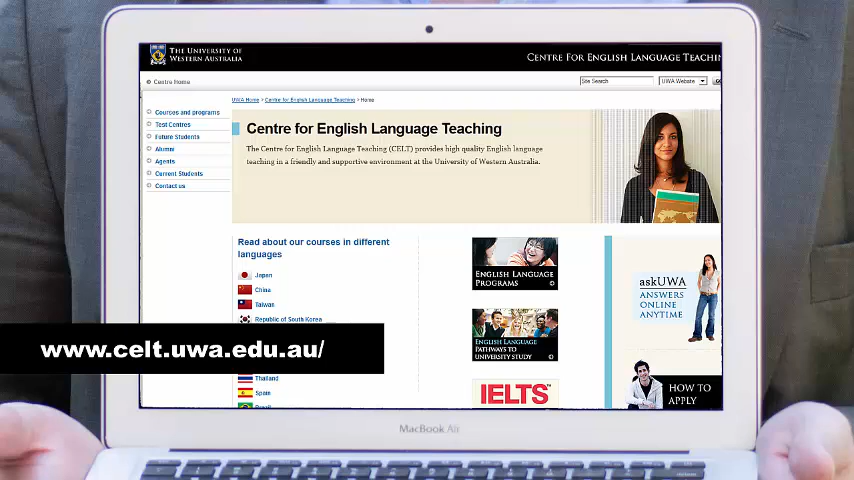 THE UNIVERSITY OF
WESTERN AUSTRALIA
CENTRE FOR ENGLISH LANGUAGE TEACHIN
Centre Home
Site Search
UWA Website
UWA Home > Centre for English Language Teaching > Home
Courses and programs
Test Centres
Future Students
Alumni
Agents
Current Students
Contact us
Centre for English Language Teaching
The Centre for English Language Teaching (CELT) provides high quality English language
teaching in a friendly and supportive environment at the University of Western Australia.
Read about our courses in different
languages
Japan
China
Taiwan
Republic of South Korea
Thailand
Spain
Brazil
ENGLISH LANGUAGE
PROGRAMS
ENGLISH LANGUAGE
PATHWAYS TO
UNIVERSITY STUDY
IELTS
askUWA
ANSWERS
ONLINE
ANYTIME
HOW TO
APPLY
www.celt.uwa.edu.au/
MacBook Air